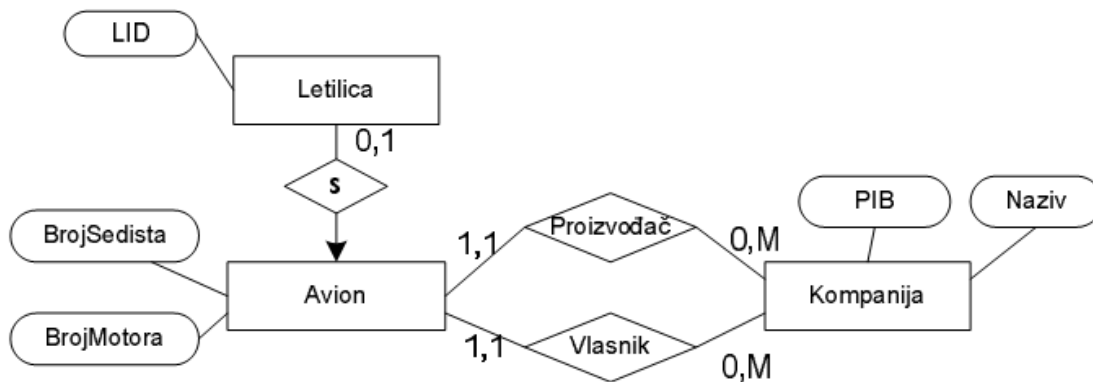 LID
Letilica
0,1
S
BrojSedista
BrojMotora
Avion
1,1
Proizvođač
0,M
1,1
Vlasnik
0,M
PIB
Naziv
Kompanija